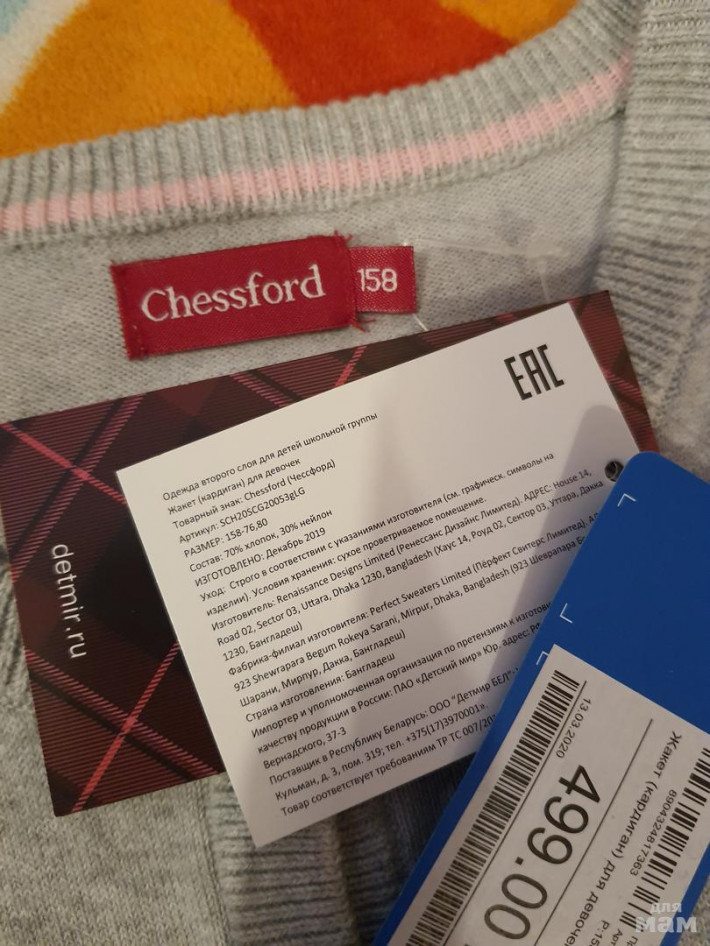 Chessford
158
EAC
Одежда второго слоя для детей школьной группы
Жакет (кардиган) для девочек
Товарный знак: Chessford (Чессфорд)
Артикул: SCH20SCG20053gLG
РАЗМЕР: 158-76,80
Состав: 70% хлопок, 30% нейлон
ИЗГОТОВЛЕНО: Декабрь 2019
Уход: Строго в соответствии с указаниями изготовителя (см. графическ. символы на
изделии). Условия хранения: сухое проветриваемое помещение.
Изготовитель: Renaissance Designs Limited (Ренессанс Дизайнс Лимитед). АДРЕС: House 14,
Road 02, Sector 03, Uttara, Dhaka 1230, Bangladesh (Хаус 14, Роуд 02, Сектор 03, Уттара, Дакка
1230, Бангладеш)
Фабрика-филиал изготовителя: Perfect Sweaters Limited (Пёрфект Свитерс Лимитед).
923 Shewrapara Begum Rokeya Sarani, Mirpur, Dhaka, Bangladesh (923 Шеврапара
Шарани, Мирпур, Дакка, Бангладеш)
Страна изготовления: Бангладеш
Импортер и уполномоченная организация по претензиям к
качеству продукции в России: ПАО «Детский мир» Юр. адрес:
Вернадского, 37-3
Поставщик в Республику Беларусь: ООО "Детмир БЕЛ"
Кульман, д. 3, пом. 319; тел. +375(17)3970001».
Товар соответствует требованиям ТР ТС 007/
detmir.ru
13.03.2020
499.00
Жакет (кардиган) для
8904324817363
для
мам